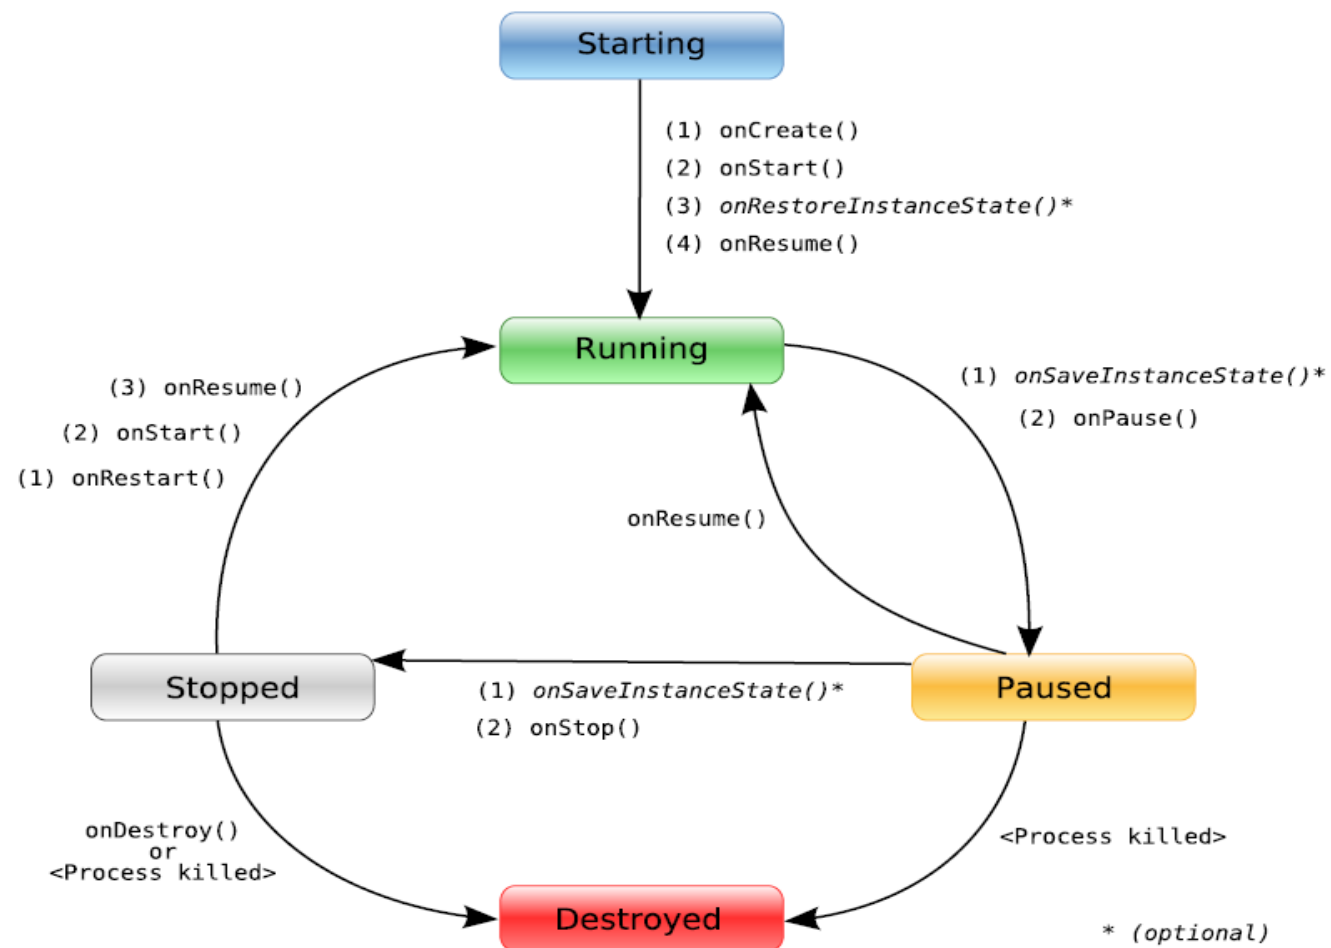 Starting
(1) onCreate()
(2) onStart()
(3) onRestoreInstanceState()*
(4) onResume()
Running
(3) onResume()
(2) onStart()
(1) onRestart()
(1) onSaveInstanceState()*
(2) onPause()
onResume()
Stopped
(1) onSaveInstanceState()*
(2) onStop()
Paused
onDestroy()
or
<Process killed>
<Process killed>
Destroyed
* (optional)